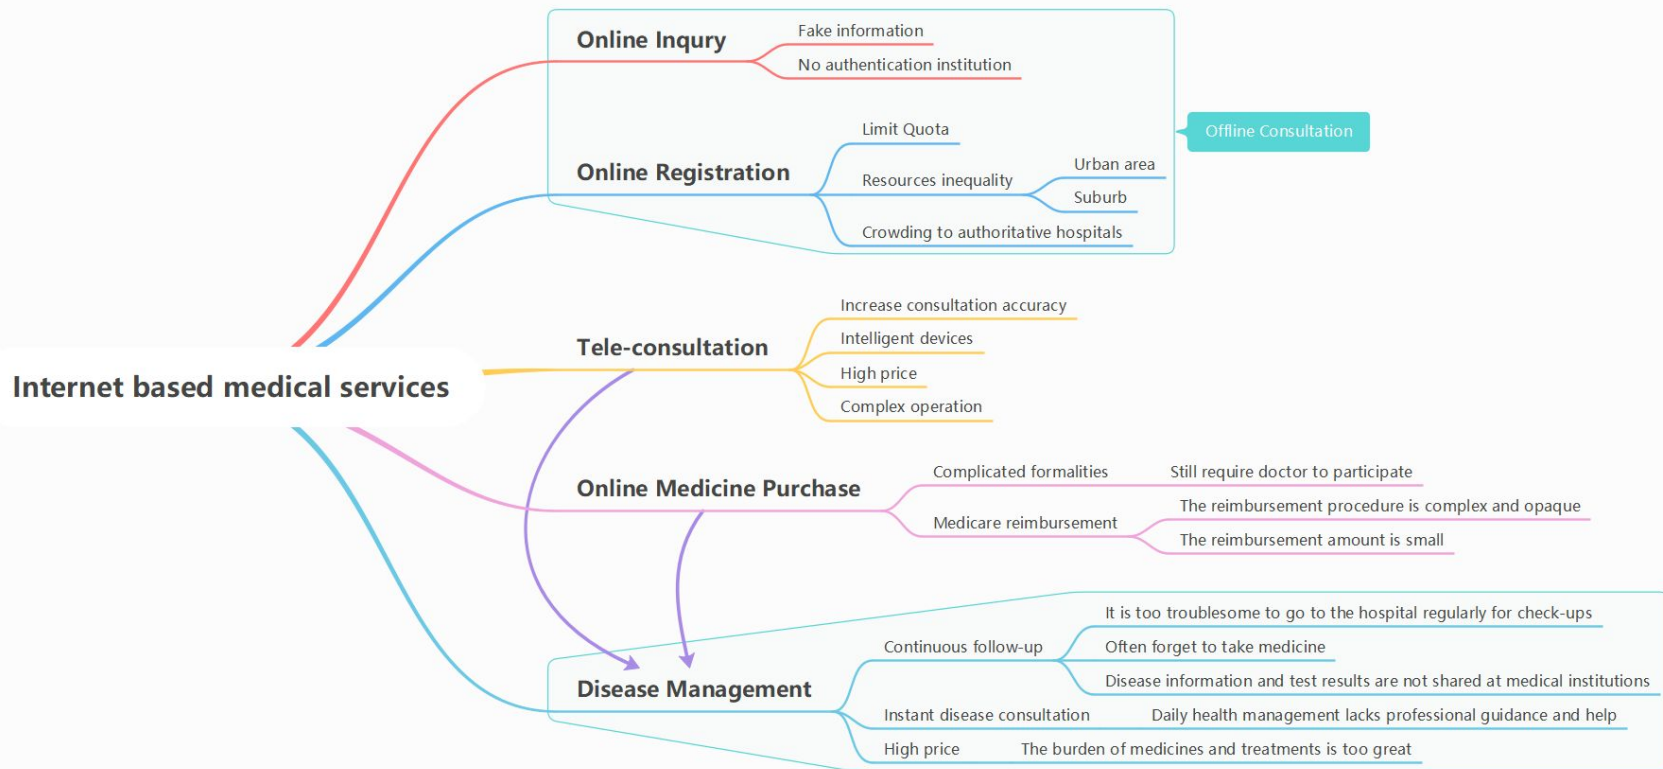 Internet based medical services
Online Inqury
Fake information
No authentication institution
Online Registration
Limit Quota
Resources inequality
Urban area
Suburb
Crowding to authoritative hospitals
Offline Consultation
Tele-consultation
Increase consultation accuracy
Intelligent devices
High price
Complex operation
Online Medicine Purchase
Complicated formalities
Still require doctor to participate
Medicare reimbursement
The reimbursement procedure is complex and opaque
The reimbursement amount is small
Disease Management
Continuous follow-up
It is too troublesome to go to the hospital regularly for check-ups
Often forget to take medicine
Disease information and test results are not shared at medical institutions
Instant disease consultation
Daily health management lacks professional guidance and help
High price
The burden of medicines and treatments is too great